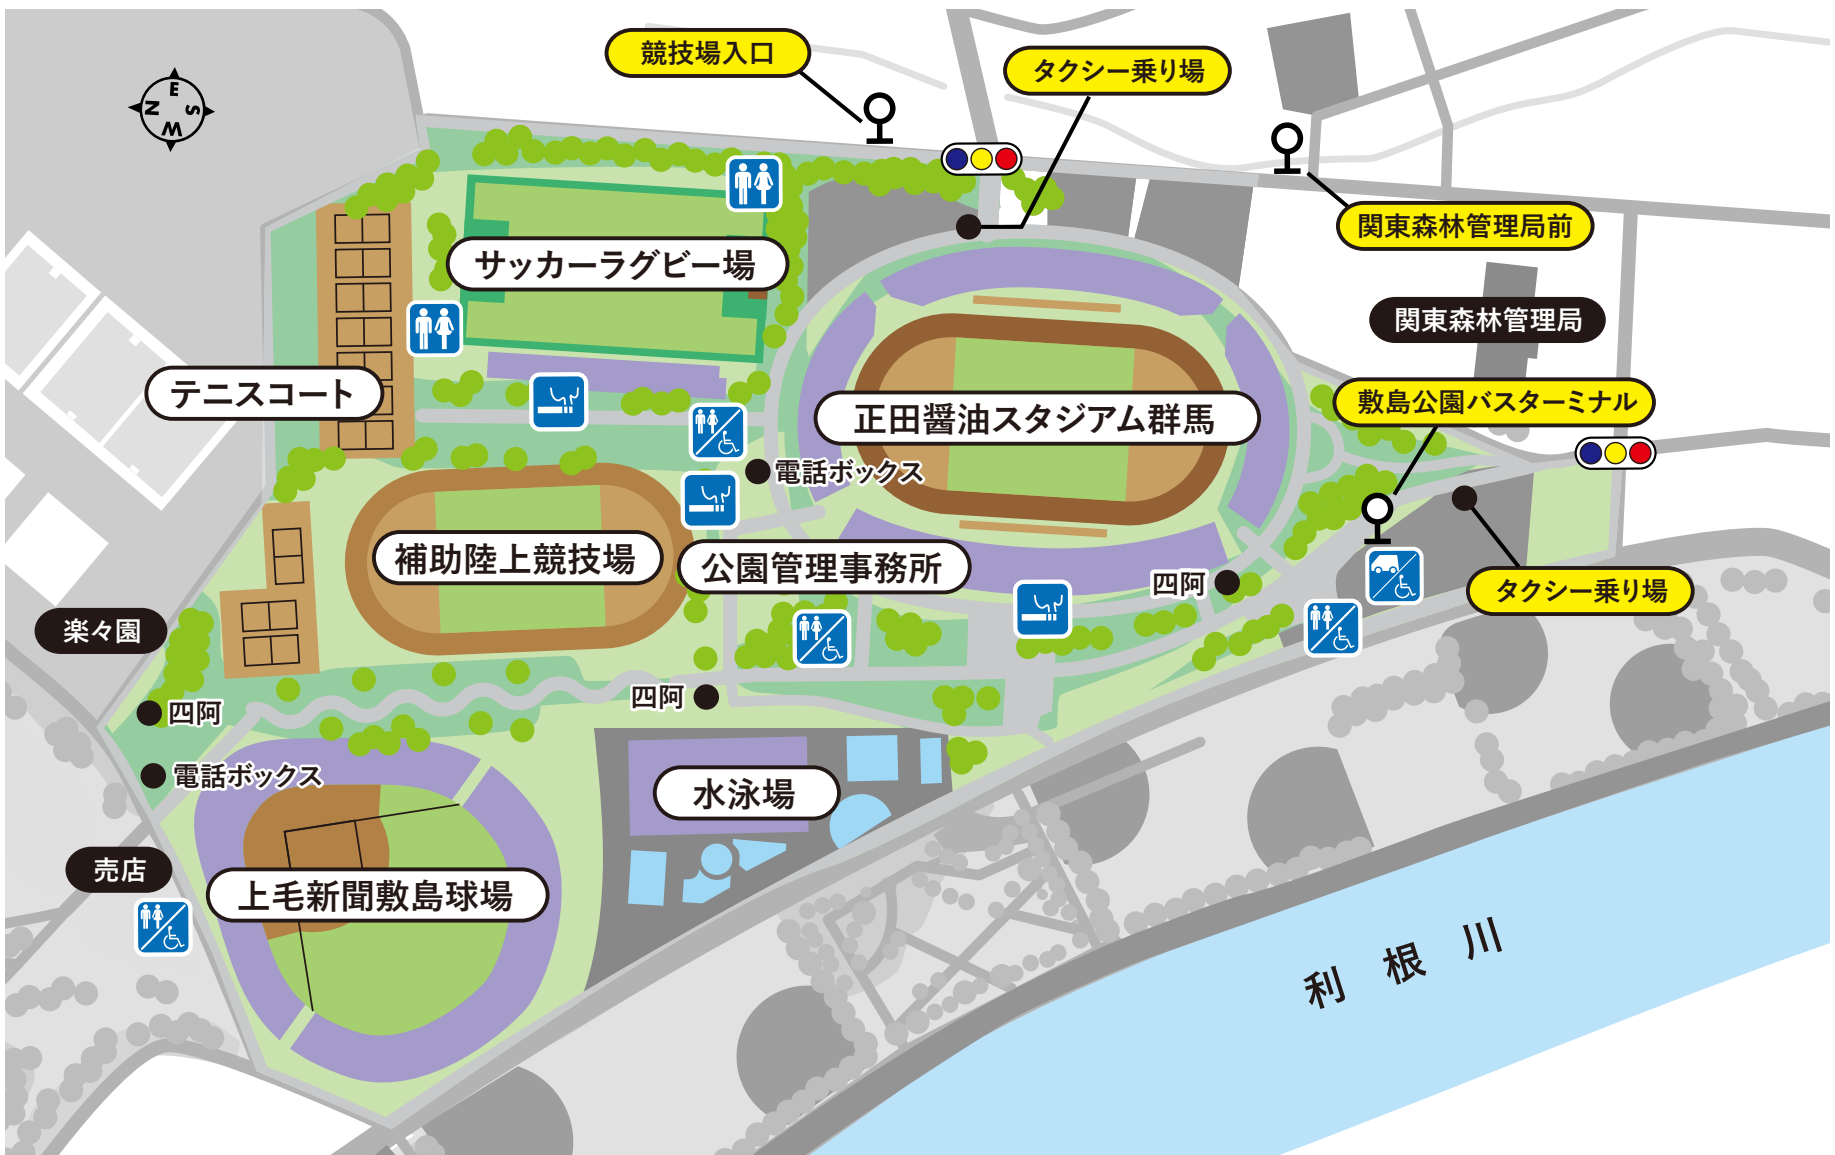 競技場入口
タクシー乗り場
E
N
S
W
サッカーラグビー場
関東森林管理局前
関東森林管理局
テニスコート
正田醤油スタジアム群馬
敷島公園バスターミナル
電話ボックス
補助陸上競技場
公園管理事務所
四阿
タクシー乗り場
楽々園
四阿
四阿
電話ボックス
水泳場
売店
上毛新聞敷島球場
利根川